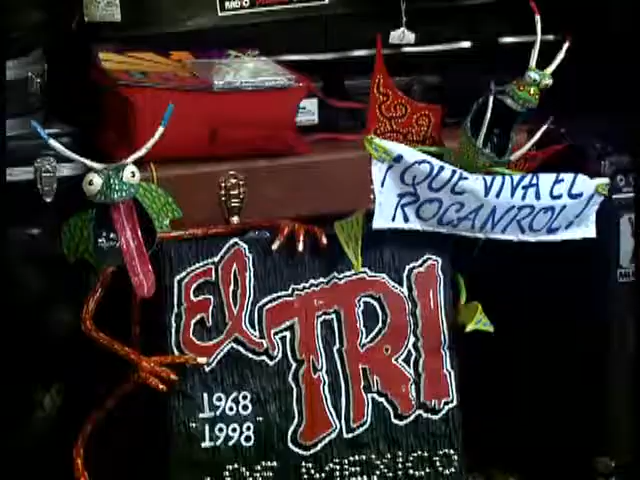 ¡QUE VIVA EL
ROCANROL!
El TRI
1968
1998
DE MEXICO